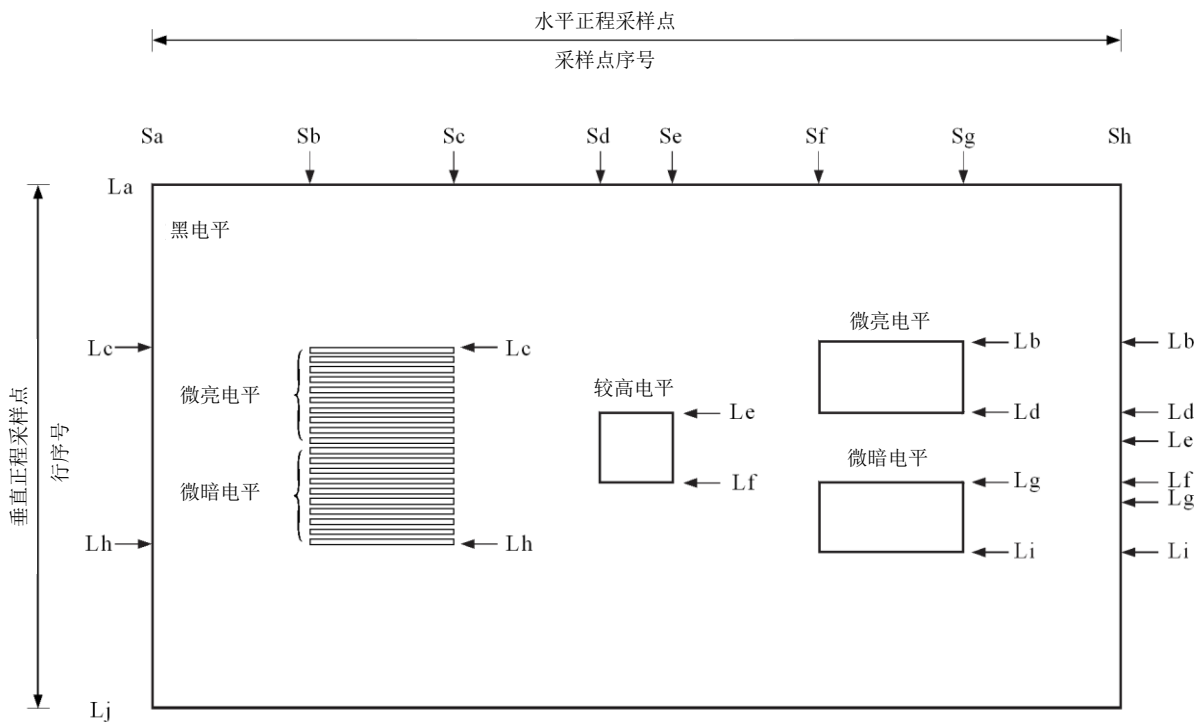 水平正程采样点
采样点序号
Sa Sb Sc Sd Se Sf Sg Sh
La
黑电平
垂直正程采样点
行序号
微亮电平
Lb Lb
Lc Lc
微亮电平
较高电平
Le
Ld Ld
Le
微暗电平
微暗电平
Lf
Lg Lf
Lg
Lh Lh
Li Li
Lj